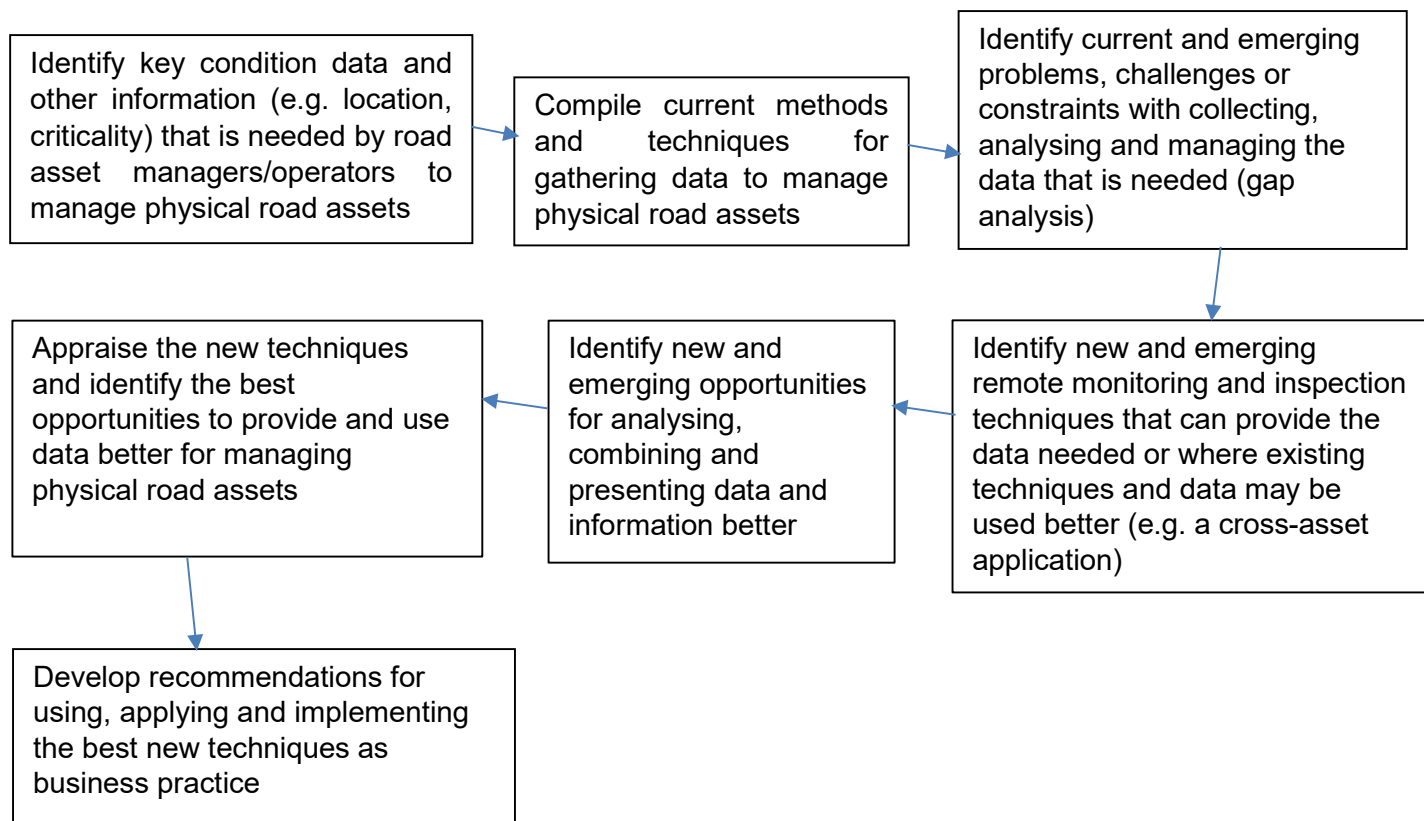 Identify key condition data and
other information (e.g. location,
criticality) that is needed by road
asset managers/operators to
manage physical road assets
Compile current methods
and techniques for
gathering data to manage
physical road assets
Identify current and emerging
problems, challenges or
constraints with collecting,
analysing and managing the
data that is needed (gap
analysis)
Identify new and emerging
remote monitoring and inspection
techniques that can provide the
data needed or where existing
techniques and data may be
used better (e.g. a cross-asset
application)
Identify new and
emerging opportunities
for analysing,
combining and
presenting data and
information better
Appraise the new techniques
and identify the best
opportunities to provide and use
data better for managing
physical road assets
Develop recommendations for
using, applying and implementing
the best new techniques as
business practice